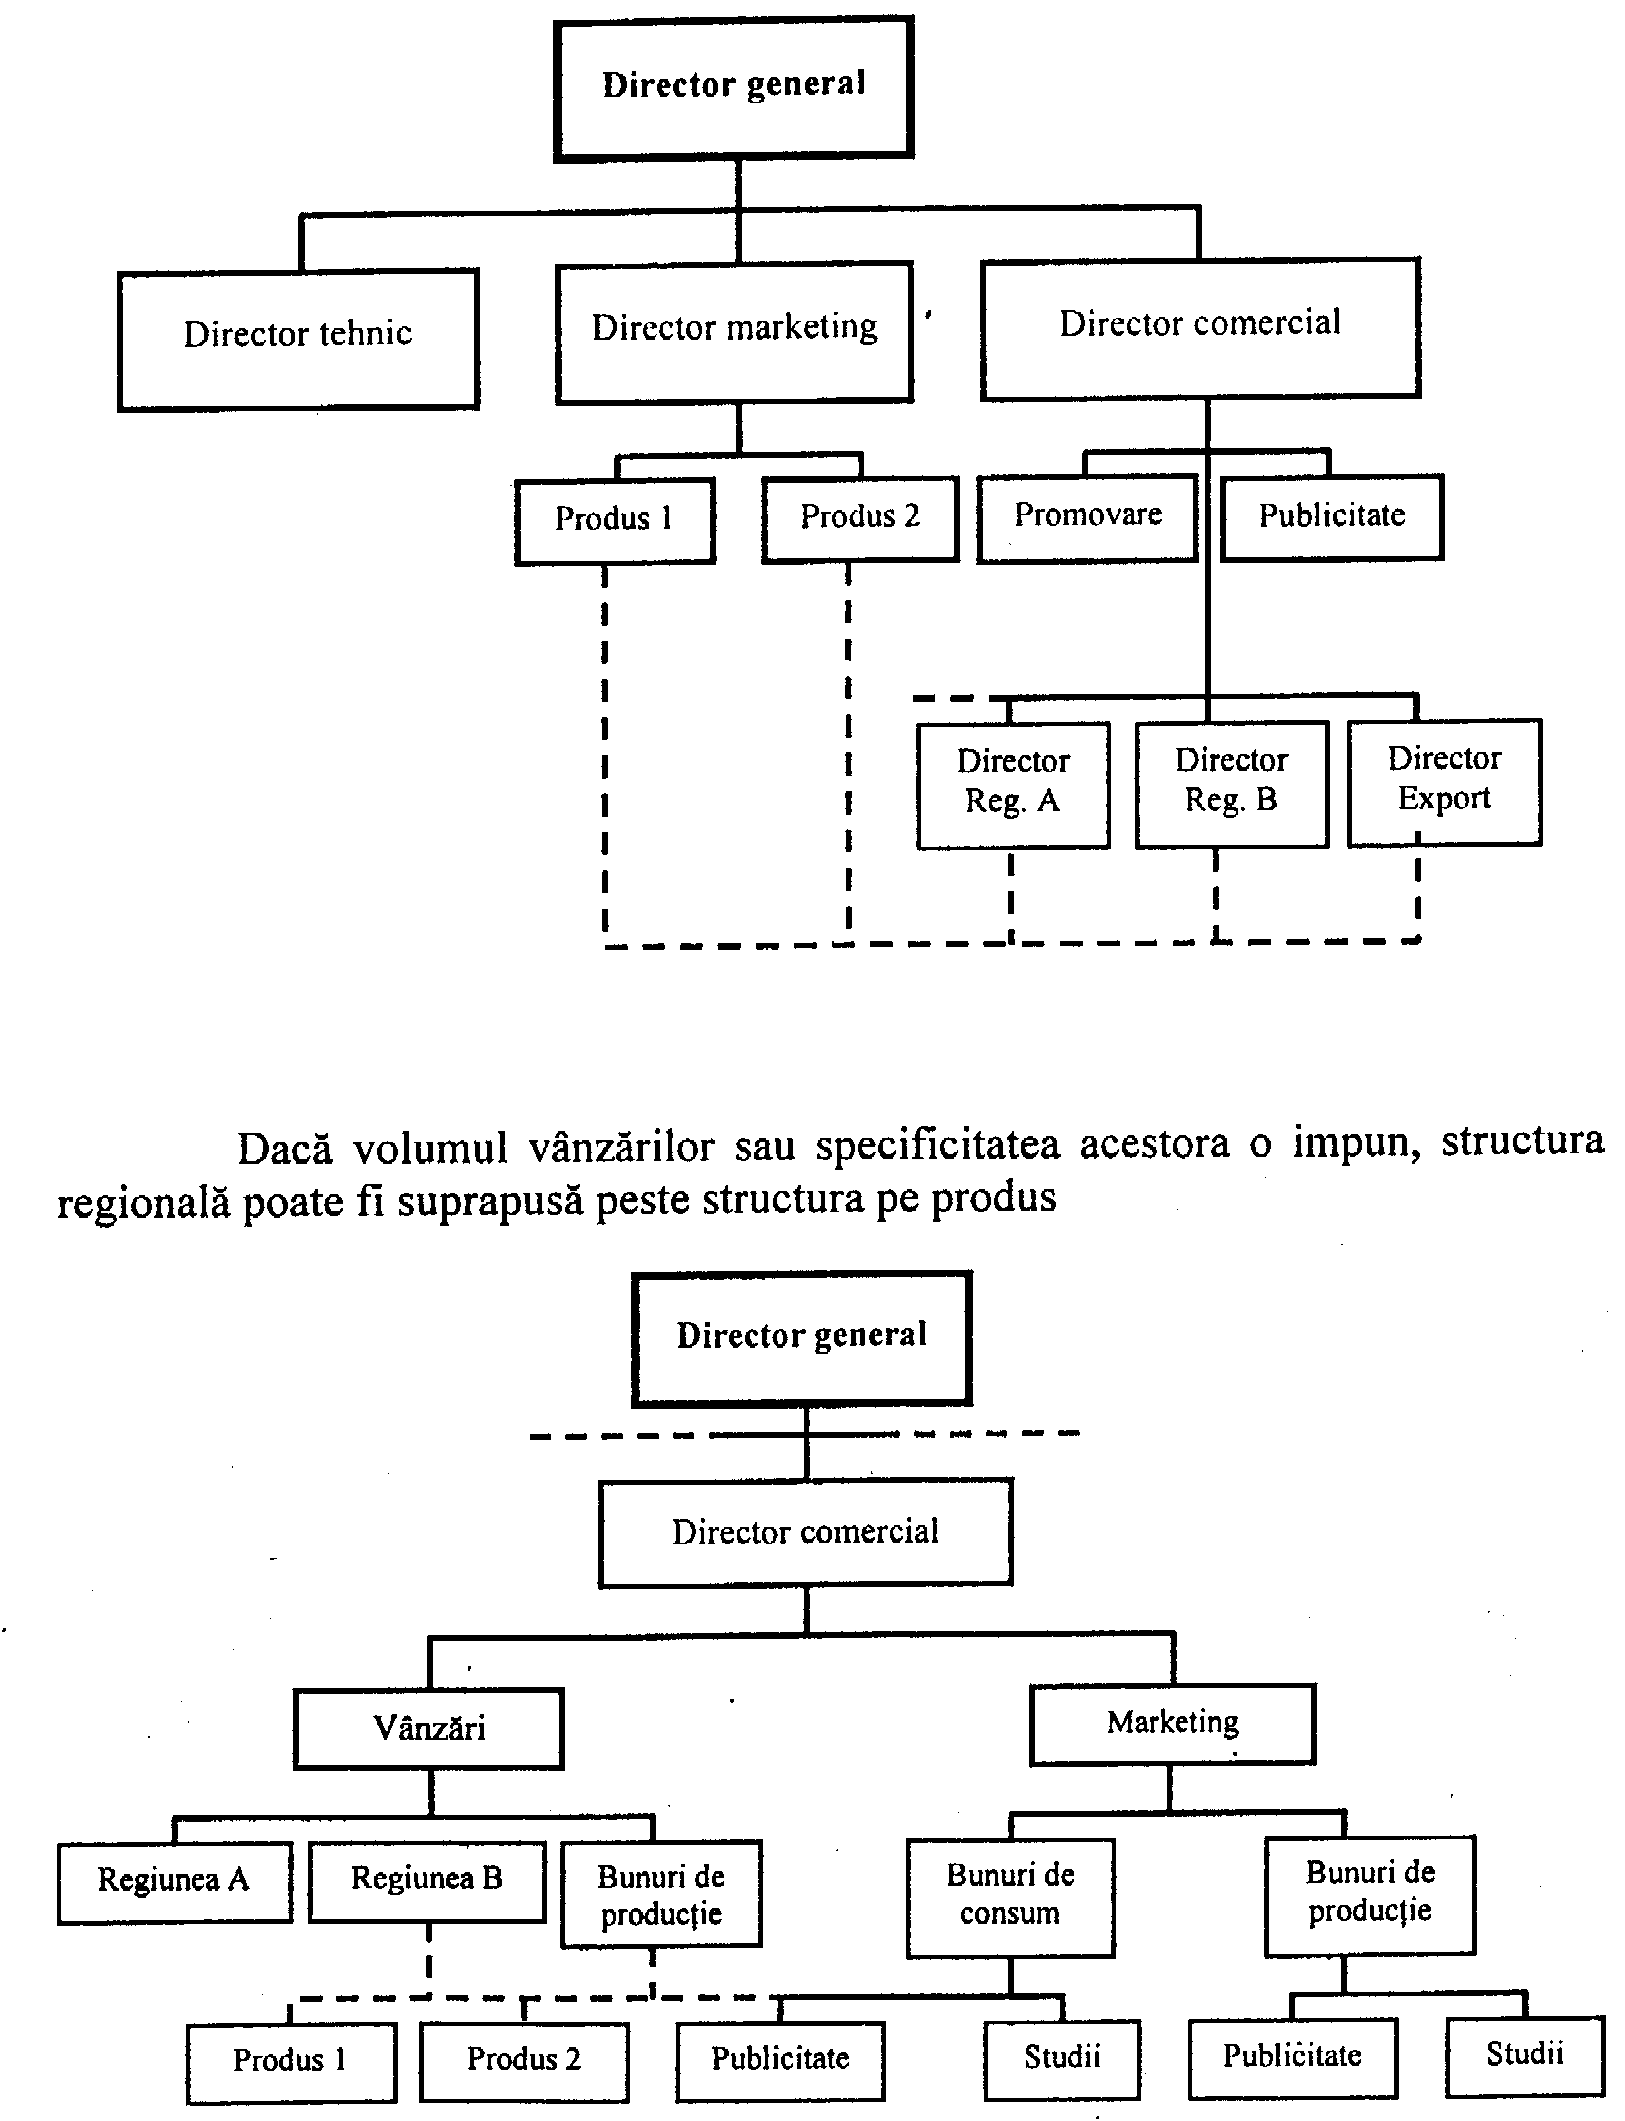 Director general
Director tehnic
Director marketing
Director comercial
Produs 1
Produs 2
Promovare
Publicitate
Director
Reg. A
Director
Reg. B
Director
Export
Dacă volumul vânzărilor sau specificitatea acestora o impun, structura
regională poate fi suprapusă peste structura pe produs
Director general
Director comercial
Vânzări
Marketing
Regiunea A
Regiunea B
Bunuri de
producție
Bunuri de
consum
Bunuri de
producție
Produs 1
Produs 2
Publicitate
Studii
Publicitate
Studii